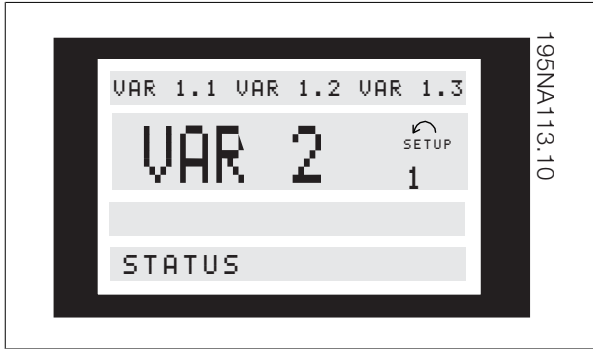 VAR 1.1 VAR 1.2 VAR 1.3
VAR 2
SETUP
1
STATUS
195NA113.10